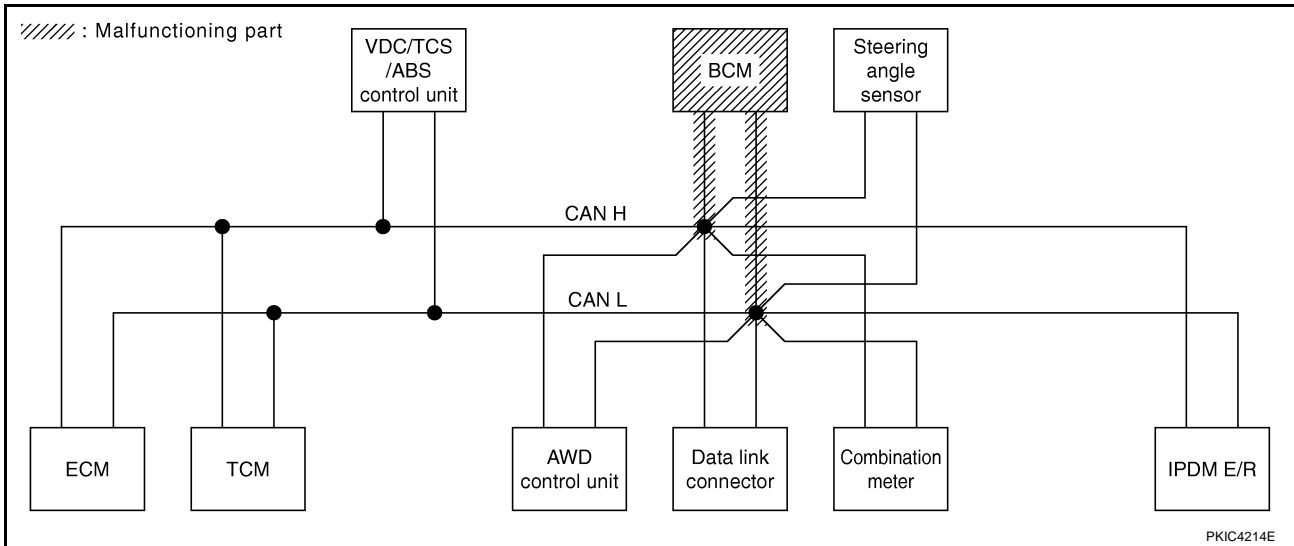 : Malfunctioning part
VDC/TCS
/ABS
control unit
BCM
Steering
angle
sensor
CAN H
CAN L
ECM
TCM
AWD
control unit
Data link
connector
Combination
meter
IPDM E/R
PKIC4214E